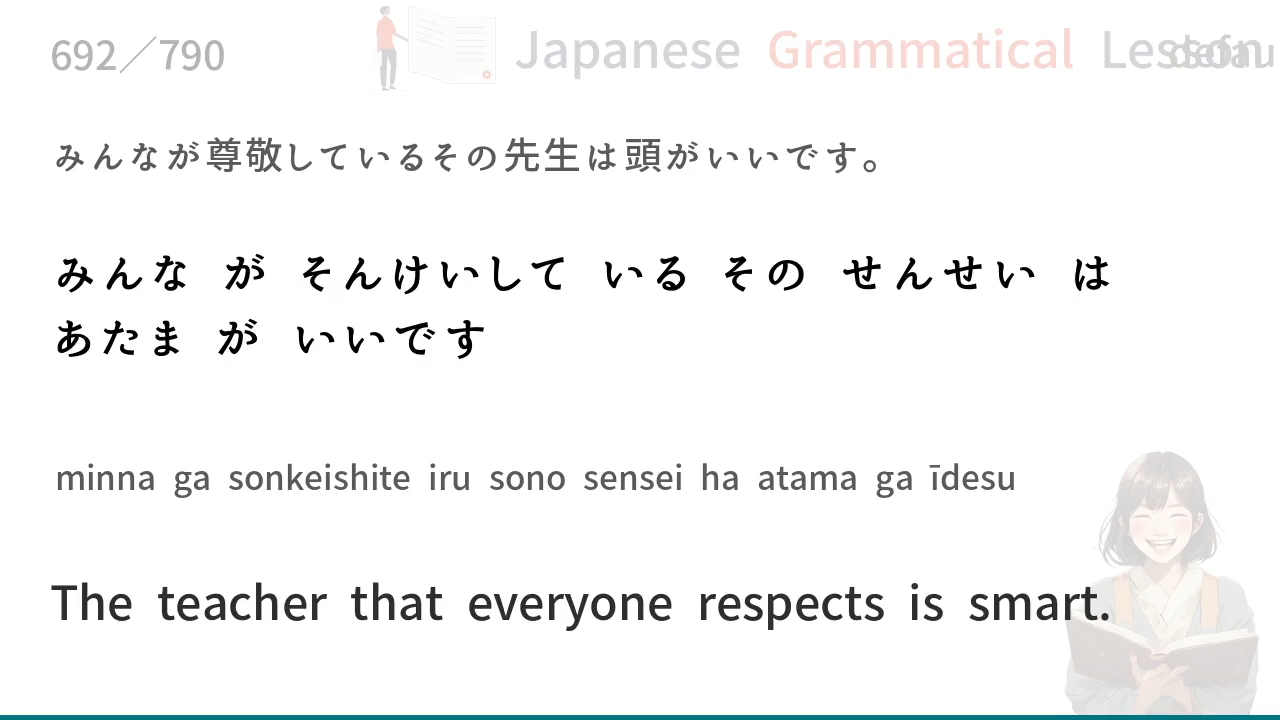 692／790
Japanese Grammatical Lesson
みんなが尊敬しているその先生は頭がいいです。
みんな が そんけいして いる その せんせい は
あたま が いいです
minna ga sonkeishite iru sono sensei ha atama ga īdesu
The teacher that everyone respects is smart.